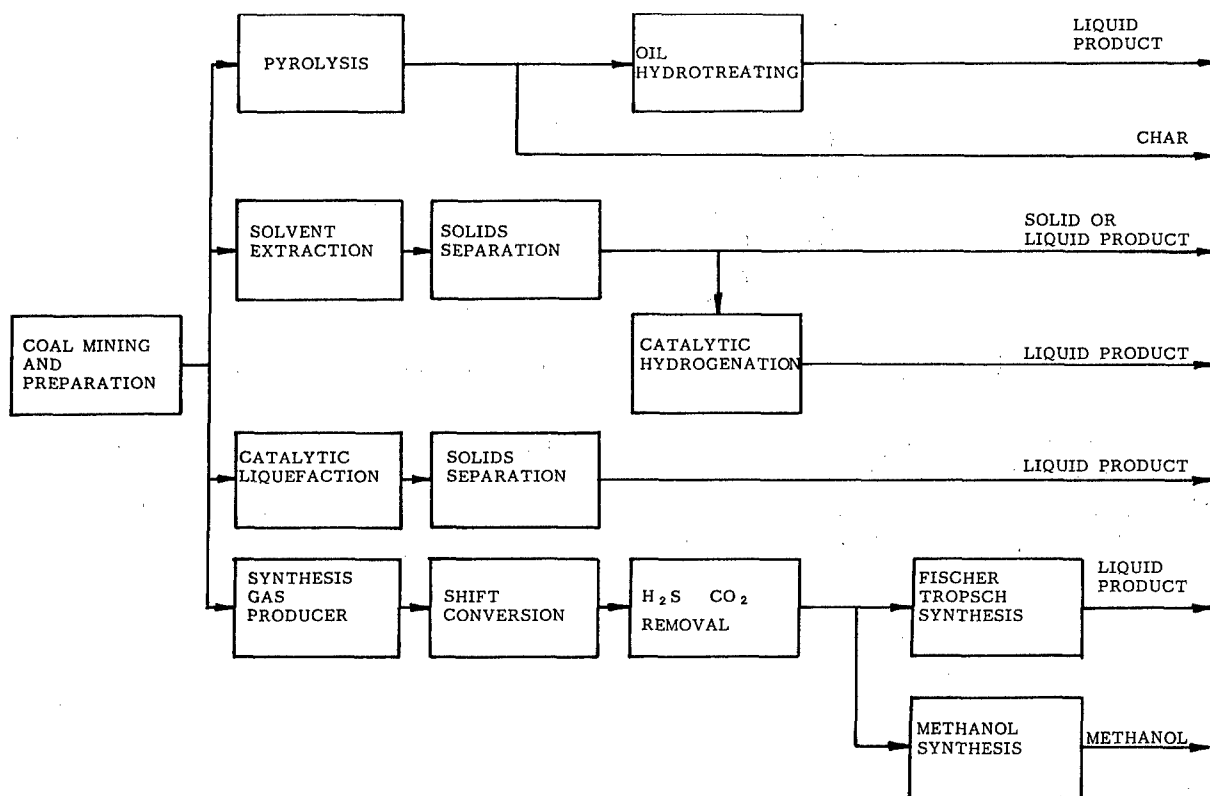 PYROLYSIS
OIL
HYDROTREATING
LIQUID
PRODUCT
CHAR
SOLVENT
EXTRACTION
SOLIDS
SEPARATION
SOLID OR
LIQUID PRODUCT
COAL MINING
AND
PREPARATION
CATALYTIC
HYDROGENATION
LIQUID PRODUCT
CATALYTIC
LIQUEFACTION
SOLIDS
SEPARATION
LIQUID PRODUCT
SYNTHESIS
GAS
PRODUCER
SHIFT
CONVERSION
H₂S CO₂
REMOVAL
FISCHER
TROPSCH
SYNTHESIS
LIQUID
PRODUCT
METHANOL
SYNTHESIS
METHANOL